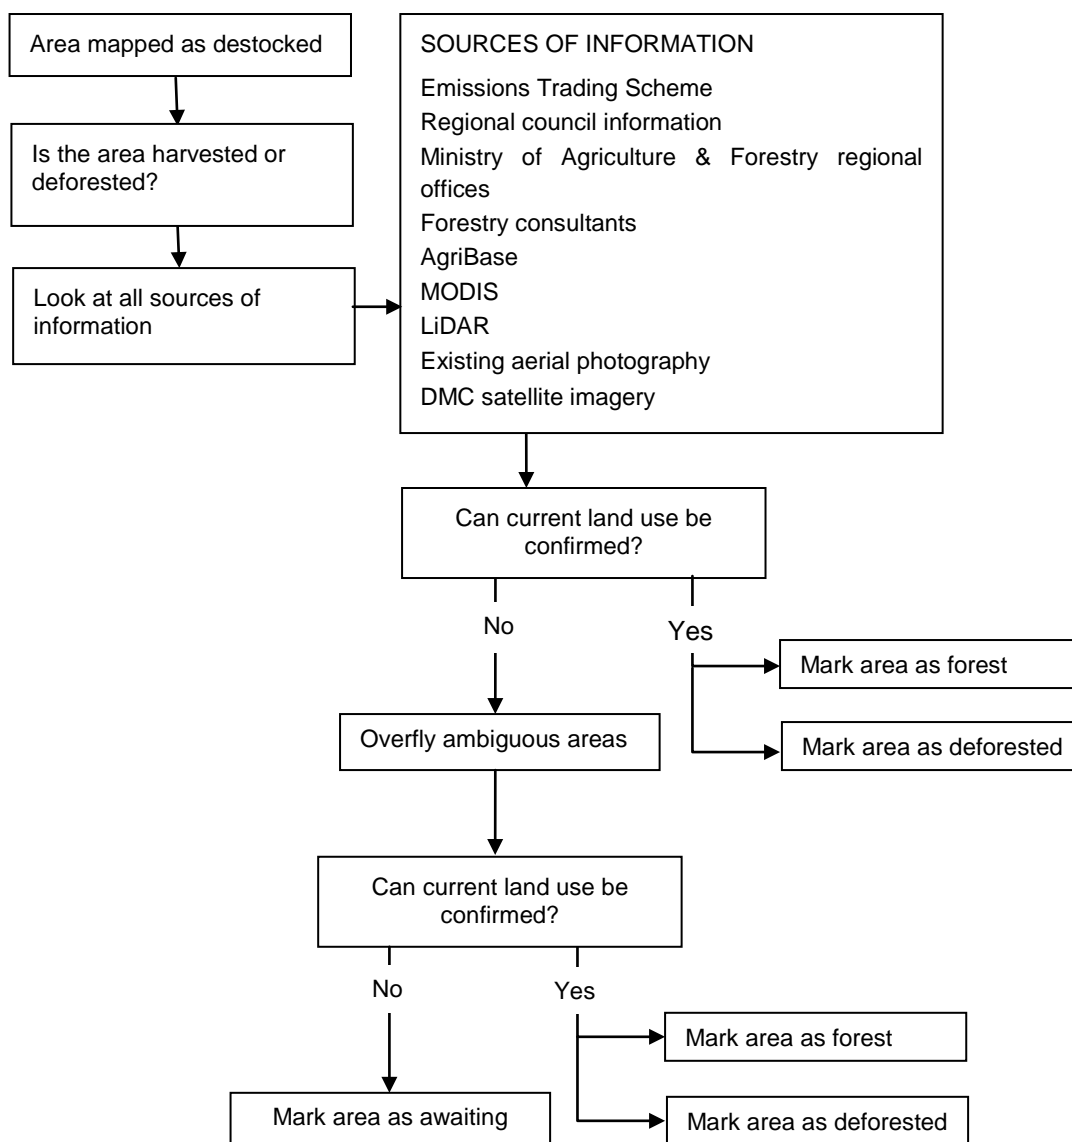 Area mapped as destocked
Is the area harvested or
deforested?
Look at all sources of
information
SOURCES OF INFORMATION
Emissions Trading Scheme
Regional council information
Ministry of Agriculture & Forestry regional
offices
Forestry consultants
AgriBase
MODIS
LiDAR
Existing aerial photography
DMC satellite imagery
Can current land use be
confirmed?
No
Yes
Mark area as forest
Mark area as deforested
Overfly ambiguous areas
Can current land use be
confirmed?
No
Yes
Mark area as forest
Mark area as deforested
Mark area as awaiting